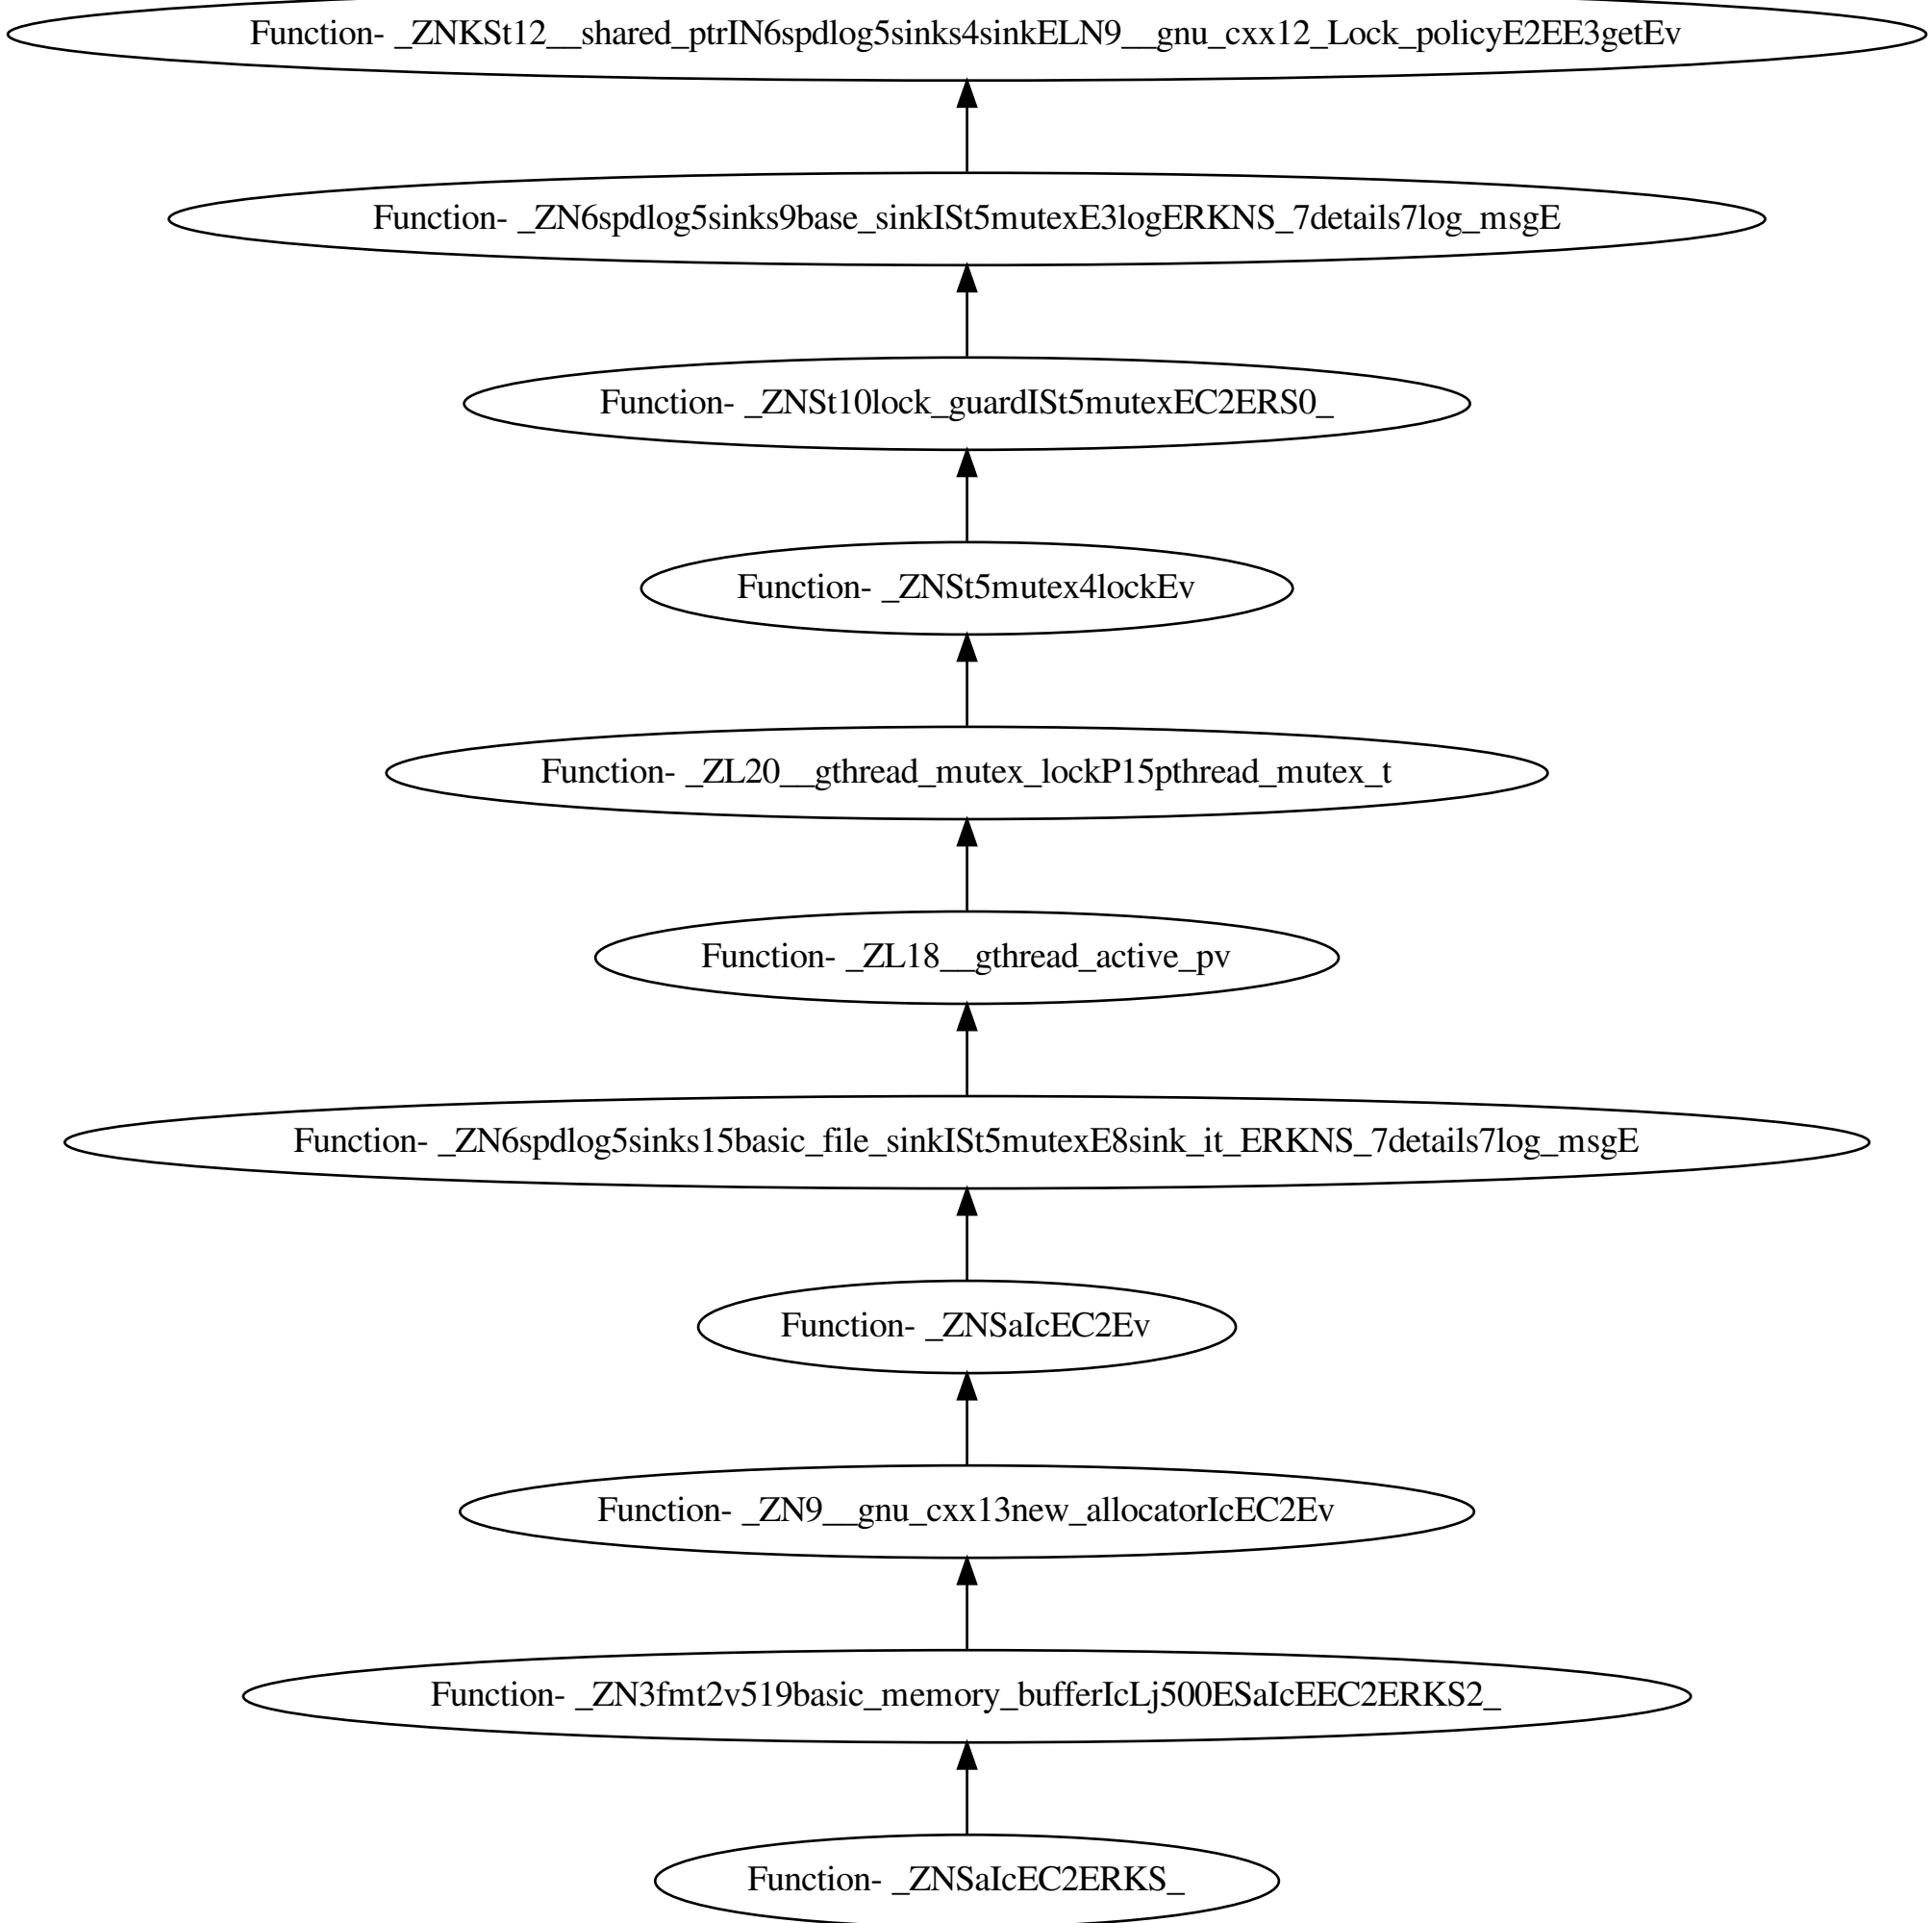 Function- _ZNKSt12__shared_ptrIN6spdlog5sinks4sinkELN9__gnu_cxx12_Lock_policyE2EE3getEv
Function- _ZN6spdlog5sinks9base_sinkISt5mutexE3logERKNS_7details7log_msgE
Function- _ZNSt10lock_guardISt5mutexEC2ERS0_
Function- _ZNSt5mutex4lockEv
Function- _ZL20__gthread_mutex_lockP15pthread_mutex_t
Function- _ZL18__gthread_active_pv
Function- _ZN6spdlog5sinks15basic_file_sinkISt5mutexE8sink_it_ERKNS_7details7log_msgE
Function- _ZNSaIcEC2Ev
Function- _ZN9__gnu_cxx13new_allocatorIcEC2Ev
Function- _ZN3fmt2v519basic_memory_bufferIcLj500ESaIcEEC2ERKS2_
Function- _ZNSaIcEC2ERKS_